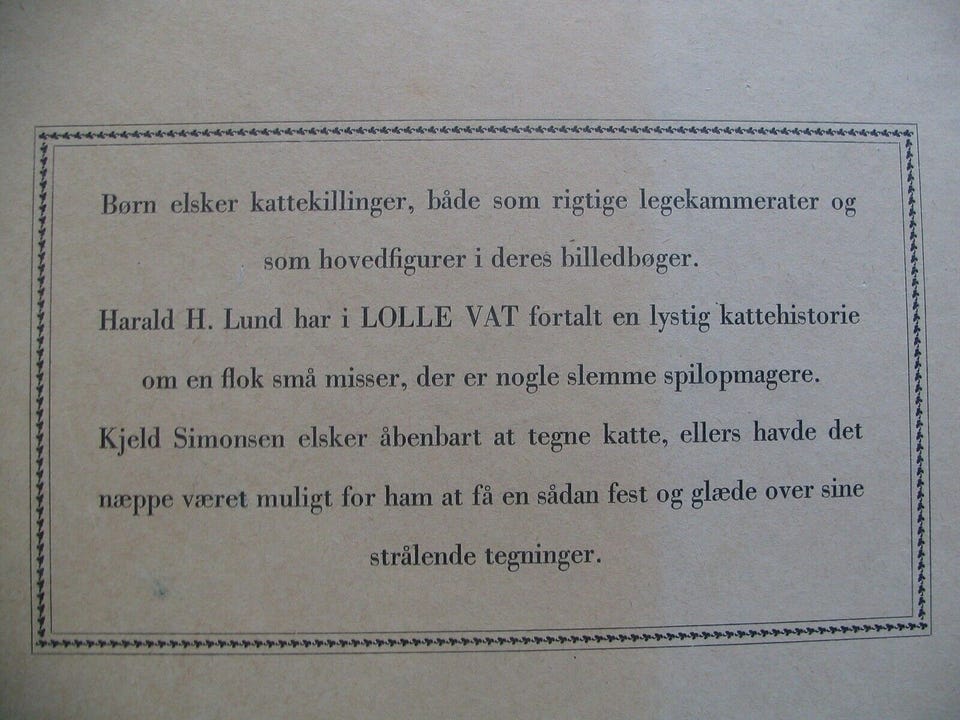 Børn elsker kattekillinger, både som rigtige legekammerater og
som hovedfigurer i deres billedbøger.
Harald H. Lund har i LOLLE VAT fortalt en lystig kattehistorie
om en flok små misser, der er nogle slemme spilopmagere.
Kjeld Simonsen elsker åbenbart at tegne katte, ellers havde det
næppe været muligt for ham at få en sådan fest og glæde over sine
strålende tegninger.